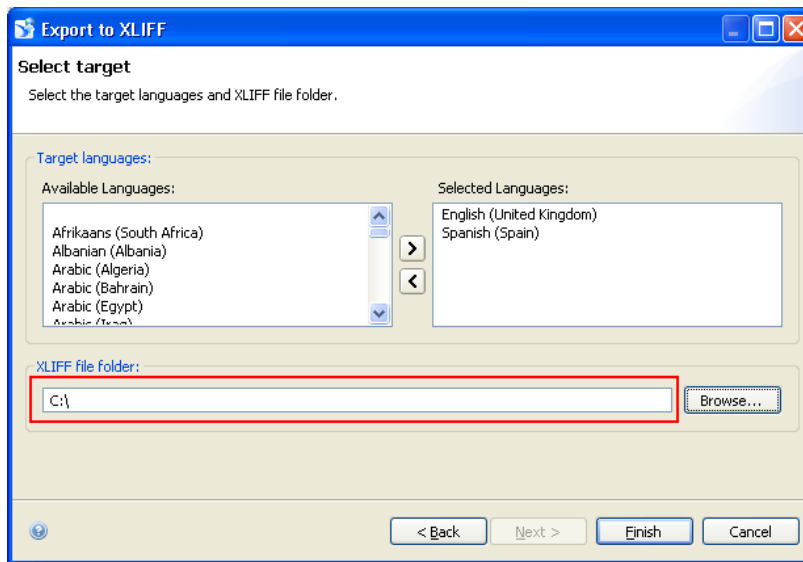 Export to XLIFF
Select target
Select the target languages and XLIFF file folder.
Target languages:
Available Languages:
Selected Languages:
Afrikaans (South Africa)
Albanian (Albania)
Arabic (Algeria)
Arabic (Bahrain)
Arabic (Egypt)
Arabic (Iraq)
English (United Kingdom)
Spanish (Spain)
>
<
XLIFF file folder:
C:\
Browse...
?
< Back
Next >
Finish
Cancel